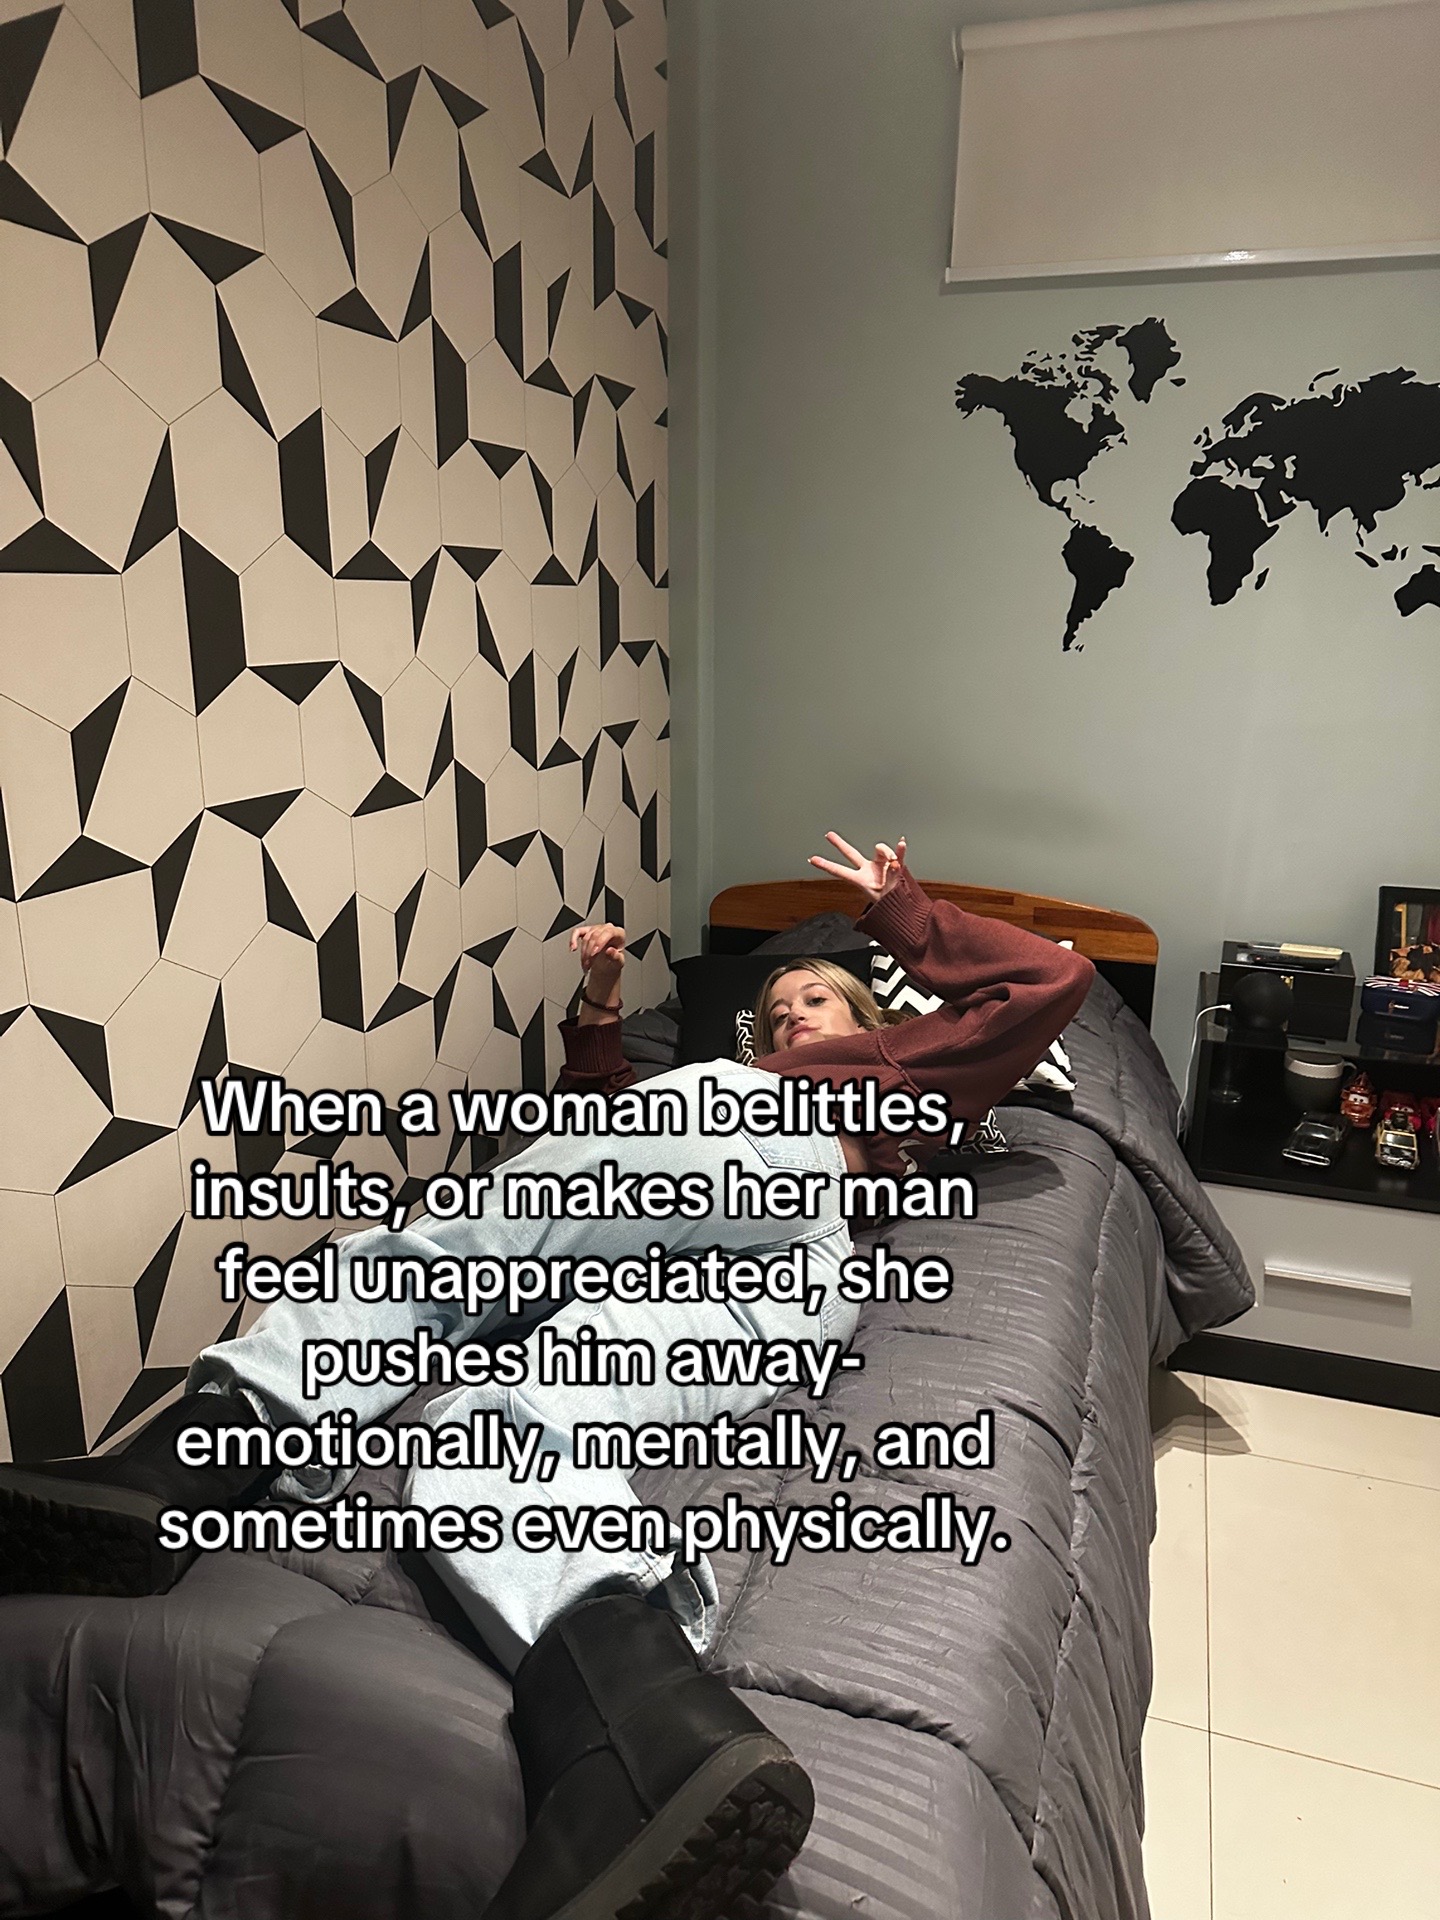 When a woman belittles,
insults, or makes her man
feel unappreciated, she
pushes him away-
emotionally, mentally, and
sometimes even physically.